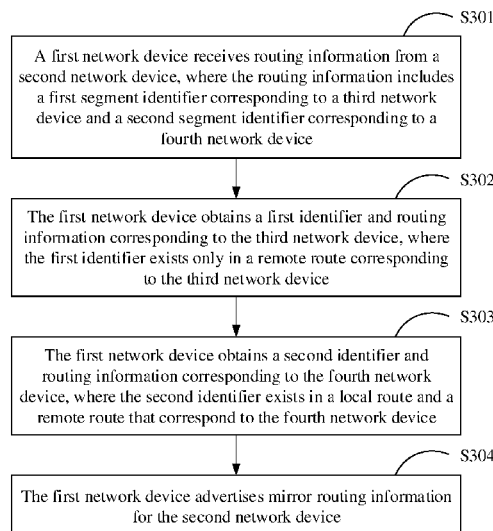 S301
A first network device receives routing information from a
second network device, where the routing information includes
a first segment identifier corresponding to a third network
device and a second segment identifier corresponding to a
fourth network device
S302
The first network device obtains a first identifier and routing
information corresponding to the third network device, where
the first identifier exists only in a remote route corresponding
to the third network device
S303
The first network device obtains a second identifier and
routing information corresponding to the fourth network
device, where the second identifier exists in a local route and a
remote route that correspond to the fourth network device
S304
The first network device advertises mirror routing information
for the second network device